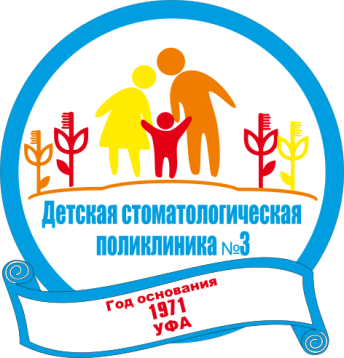 Детская стоматологическая
поликлиника №3
Год основания
1971
УФА